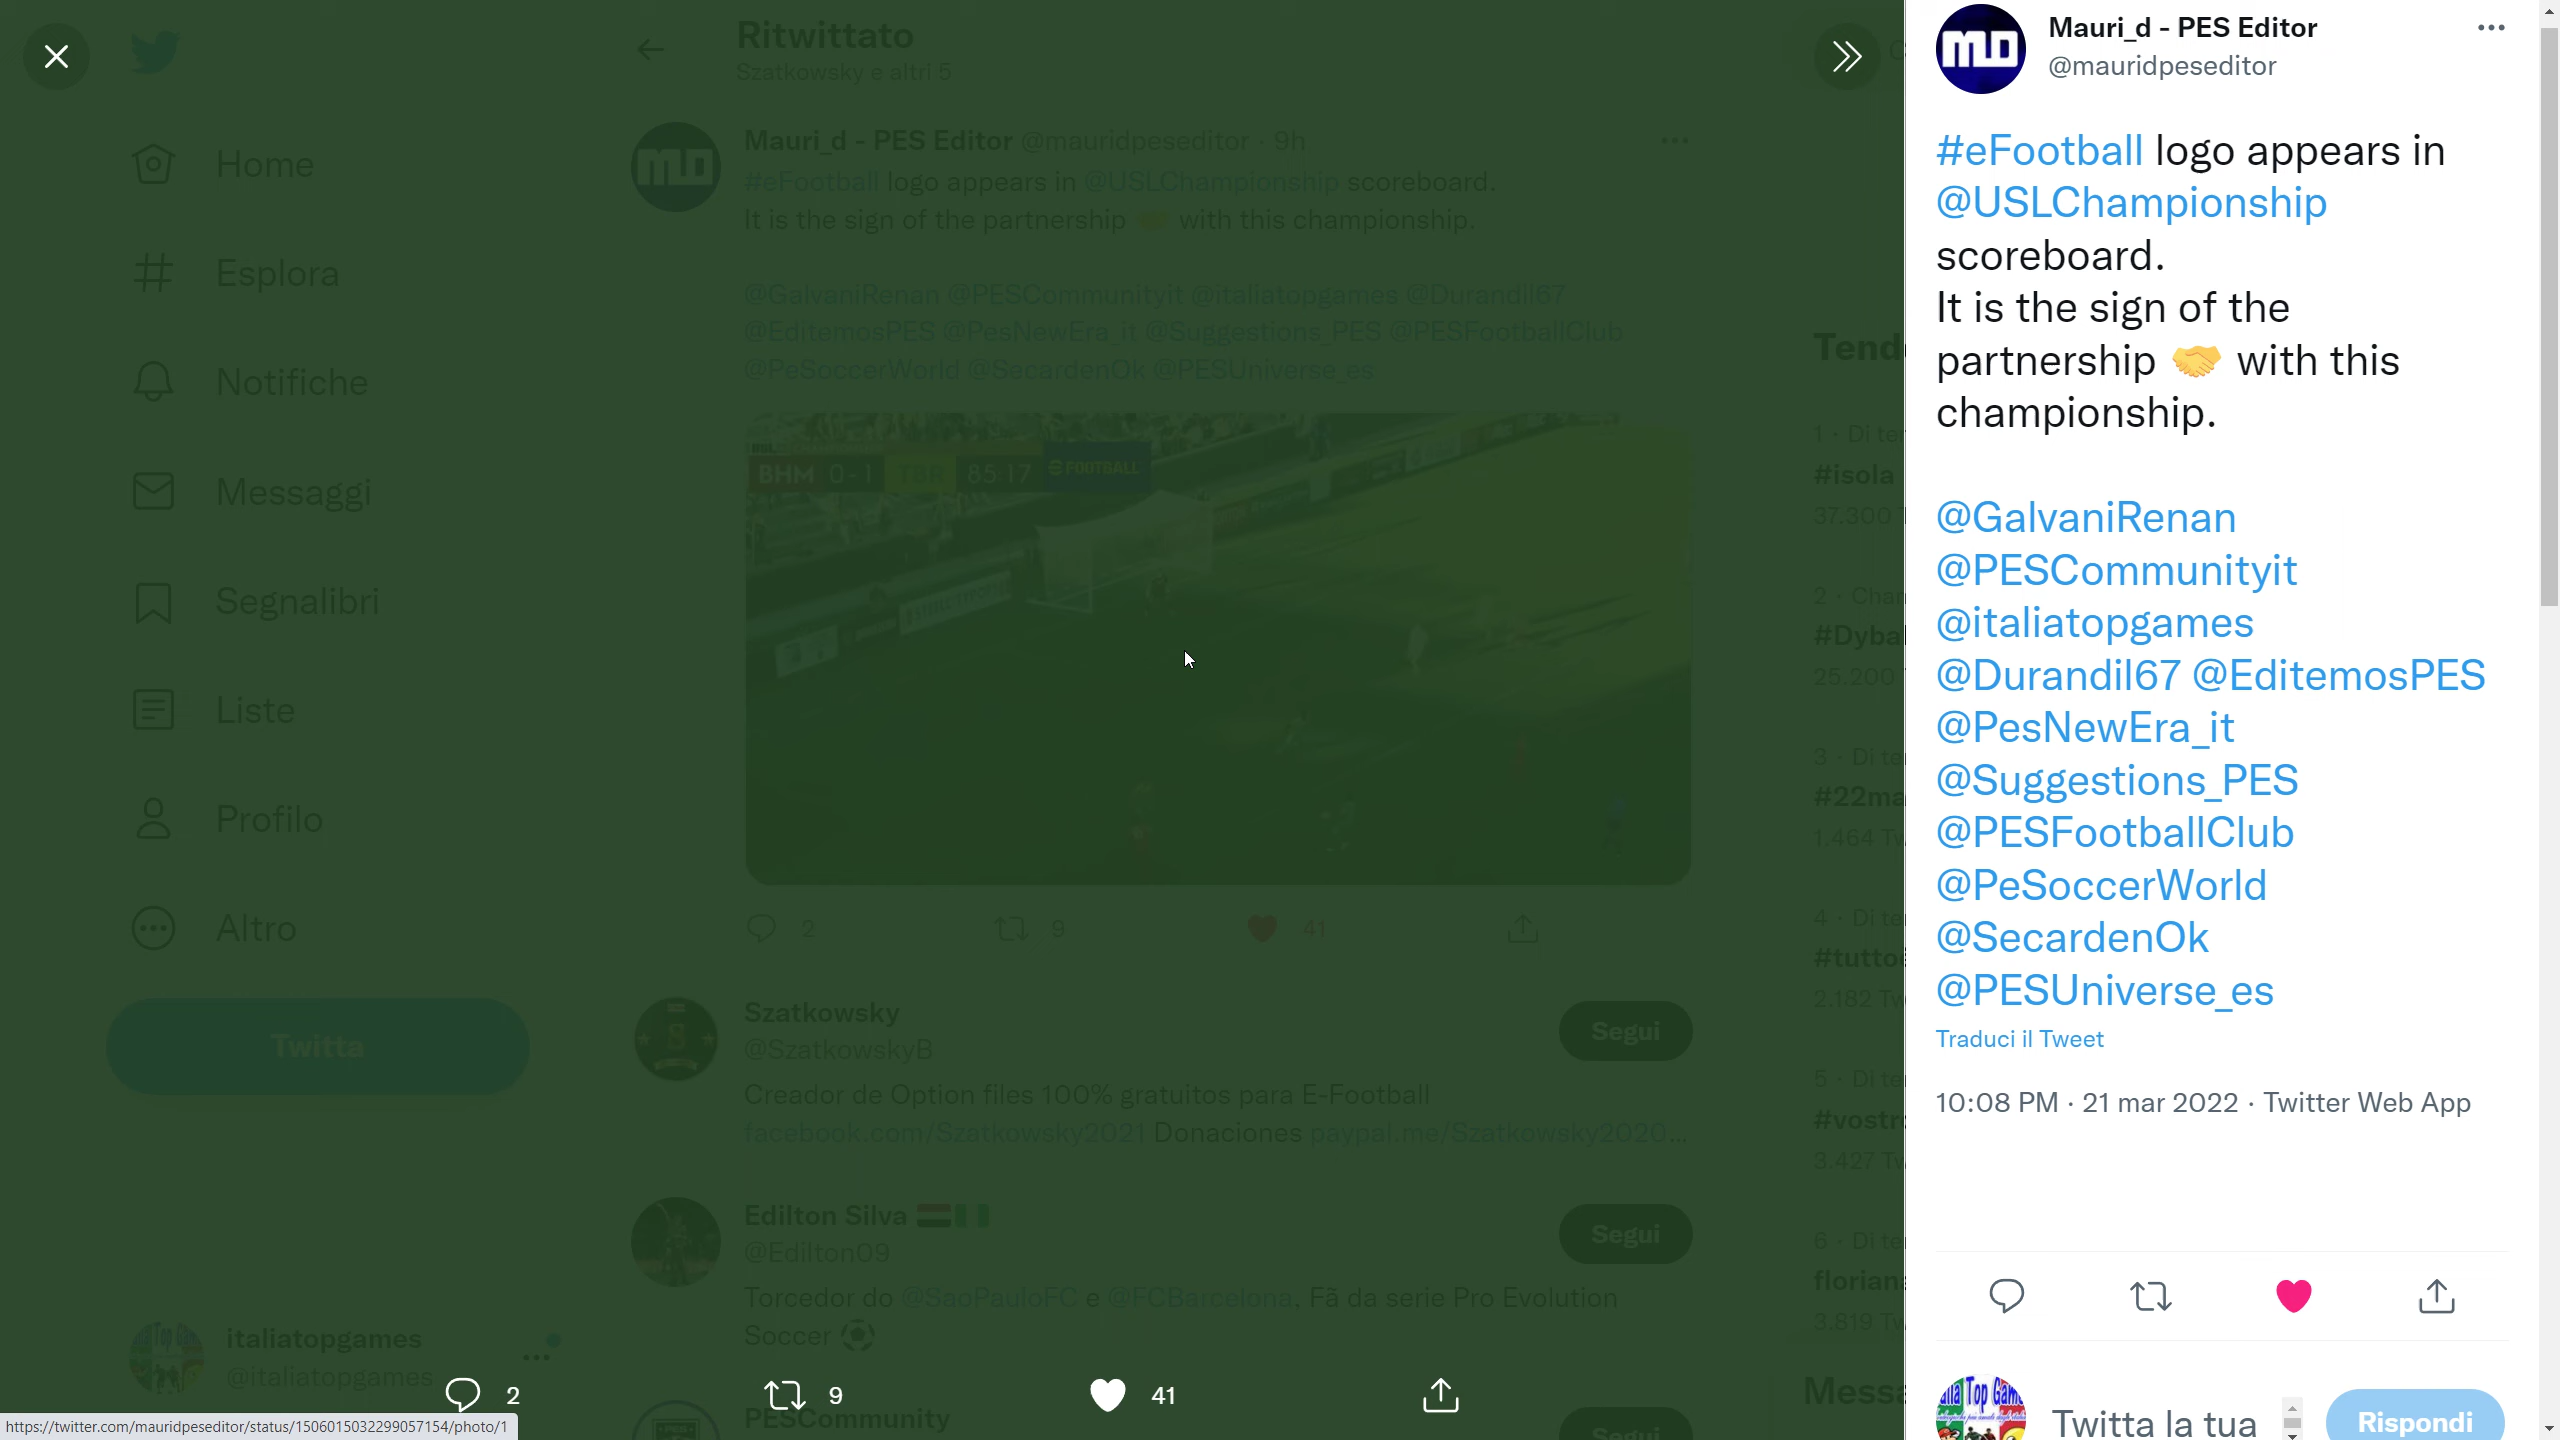 Ritwittato
Szatkowsky e altri 5
Home
Esplora
Notifiche
Messaggi
Segnalibri
Liste
Profilo
Altro
Twitta
italiatopgames
@italiatopgames
Mauri_d - PES Editor @mauridpeseditor · 9h
#eFootball logo appears in @USLChampionship scoreboard.
It is the sign of the partnership 🤝 with this championship.
@GalvaniRenan @PESCommunityit @italiatopgames @Durandil67
@EditemosPES @PesNewEra_it @Suggestions_PES @PESFootballClub
@PeSoccerWorld @SecardenOk @PESUniverse_es
BHM 0-1 TBR 85:17 FOOTBALL
2 9 41
Szatkowsky
@SzatkowskyB
Segui
Creador de Option files 100% gratuitos para E-Football
facebook.com/Szatkowsky2021 Donaciones paypal.me/Szatkowsky2020...
Edilton Silva
@Edilton09
Segui
Torcedor do @SaoPauloFC e @FCBarcelona, Fã da serie Pro Evolution
Soccer ⚽
PESCommunity
Segui
2 9 41
https://twitter.com/mauridpeseditor/status/1506015032299057154/photo/1
Tend
1 · Di te
#isola
37.300 T
2 · Cha
#Dyba
25.200
3 · Di te
#22ma
1.464 Tw
4 · Di te
#tutto
2.182 Tw
5 · Di te
#vostr
3.427 Tw
6 · Di te
florian
3.819 Tw
Messa
MD
Mauri_d - PES Editor
@mauridpeseditor
#eFootball logo appears in
@USLChampionship
scoreboard.
It is the sign of the
partnership 🤝 with this
championship.
@GalvaniRenan
@PESCommunityit
@italiatopgames
@Durandil67 @EditemosPES
@PesNewEra_it
@Suggestions_PES
@PESFootballClub
@PeSoccerWorld
@SecardenOk
@PESUniverse_es
Traduci il Tweet
10:08 PM · 21 mar 2022 · Twitter Web App
Twitta la tua
Rispondi